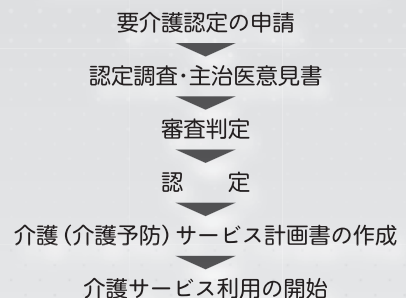 要介護認定の申請
認定調査・主治医意見書
審査判定
認　　定
介護（介護予防）サービス計画書の作成
介護サービス利用の開始